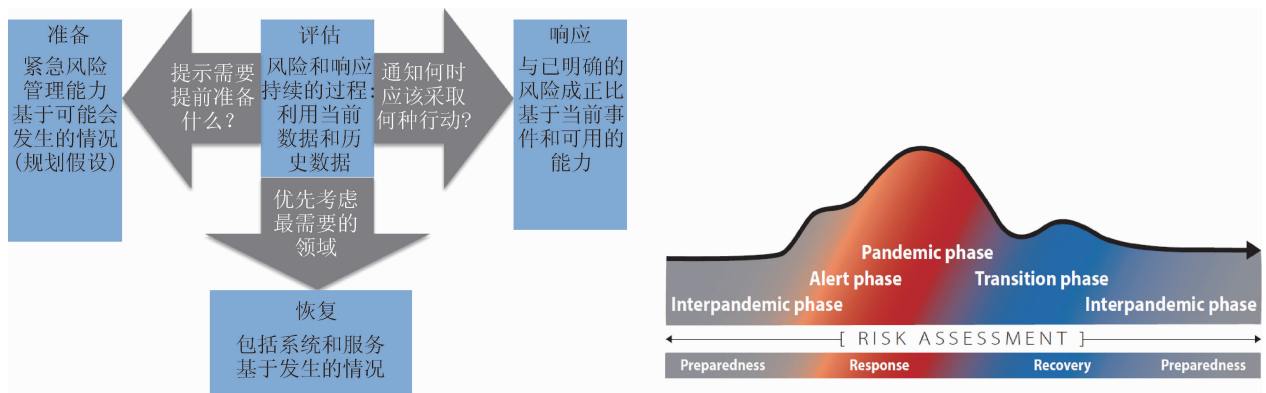 准备
紧急风险
管理能力
基于可能会
发生的情况
(规划假设)
提示需要
提前准备
什么?
评估
风险和响应
持续的过程:
利用当前
数据和历
史数据
通知何时
应该采取
何种行动?
响应
与已明确的
风险成正比
基于当前事
件和可用的
能力
优先考虑
最需要的
领域
恢复
包括系统和服务
基于发生的情况
Pandemic phase
Alert phase
Transition phase
Interpandemic phase
Interpandemic phase
[ RISK ASSESSMENT ]
Preparedness
Response
Recovery
Preparedness